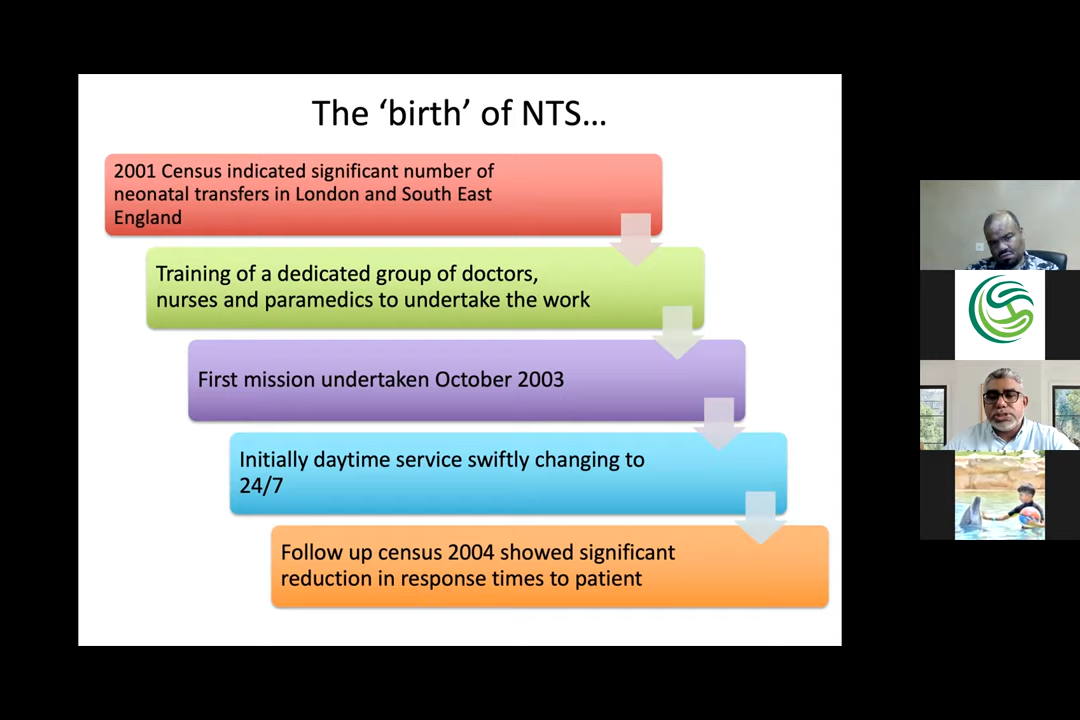 The ‘birth’ of NTS...
2001 Census indicated significant number of
neonatal transfers in London and South East
England
Training of a dedicated group of doctors,
nurses and paramedics to undertake the work
First mission undertaken October 2003
Initially daytime service swiftly changing to
24/7
Follow up census 2004 showed significant
reduction in response times to patient